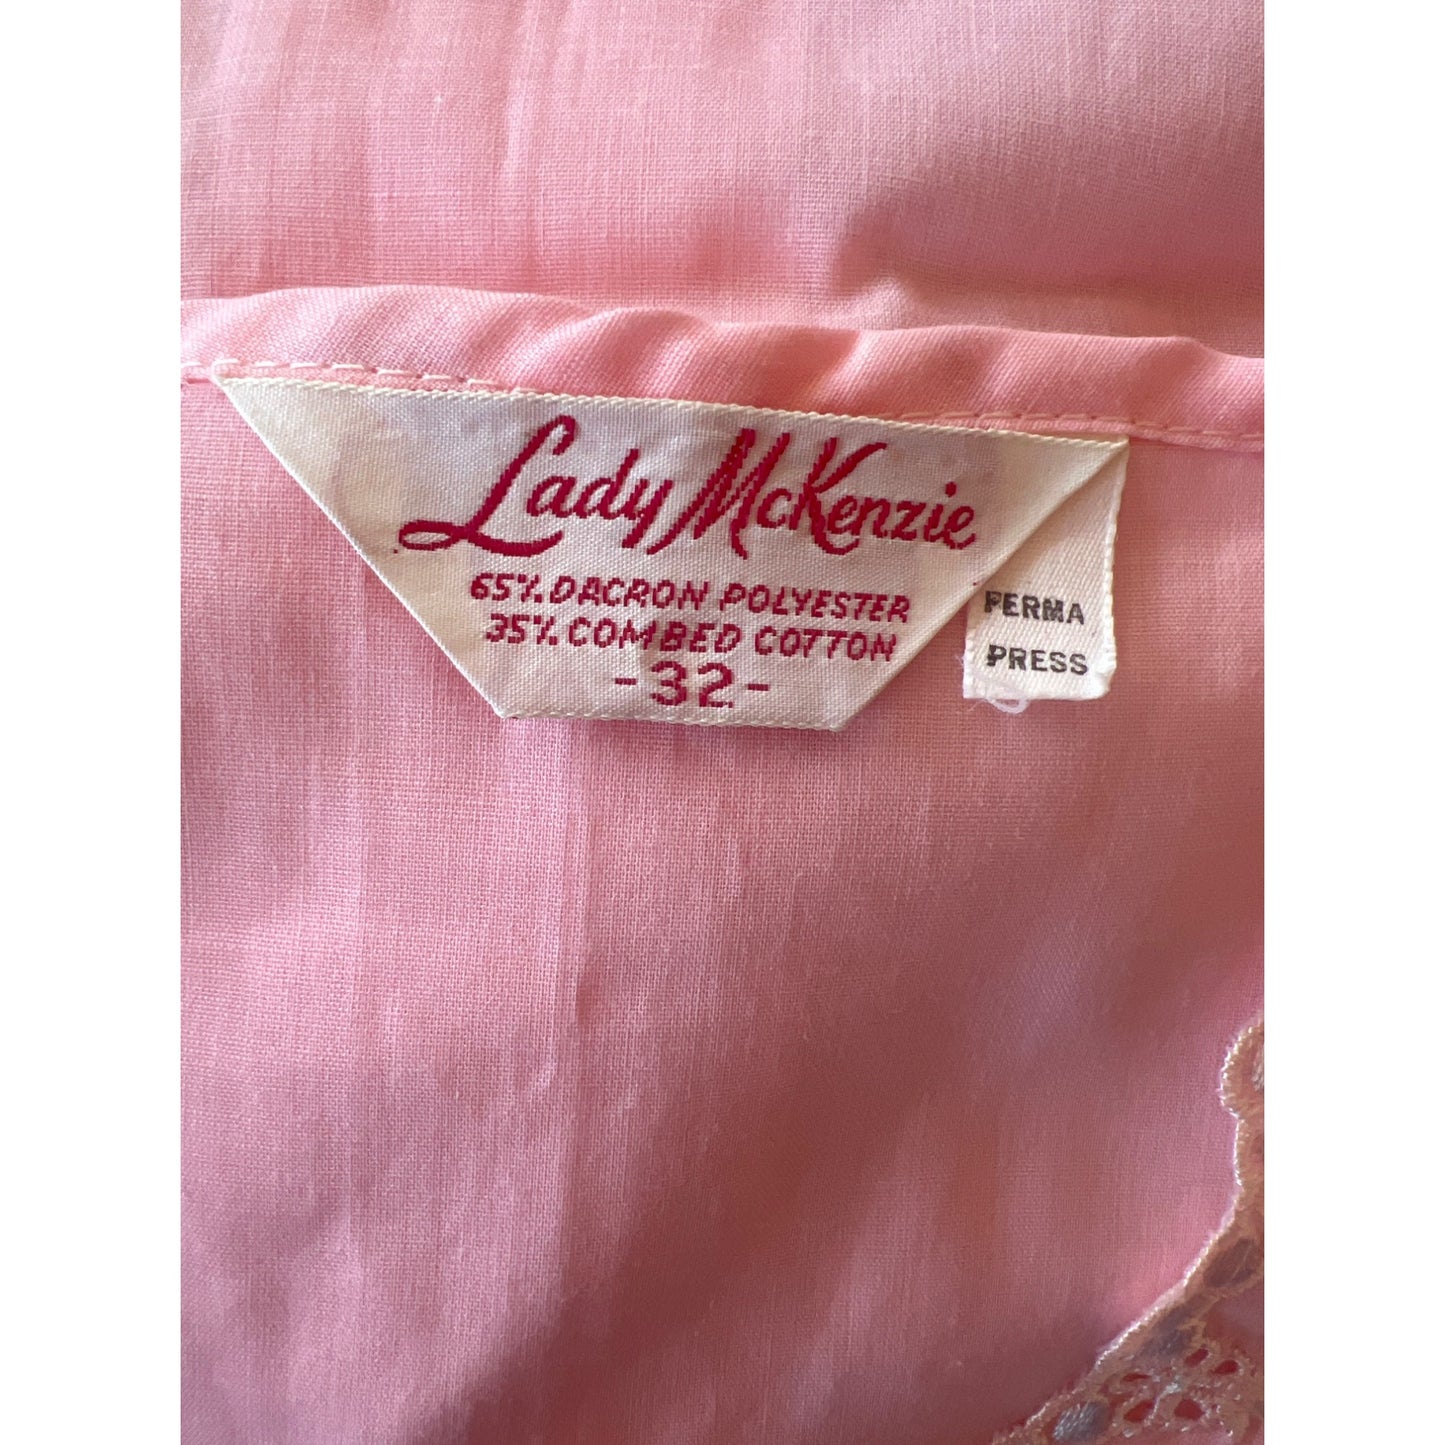 Lady McKenzie
65% DACRON POLYESTER
35% COMBED COTTON
-32-
PERMA
PRESS